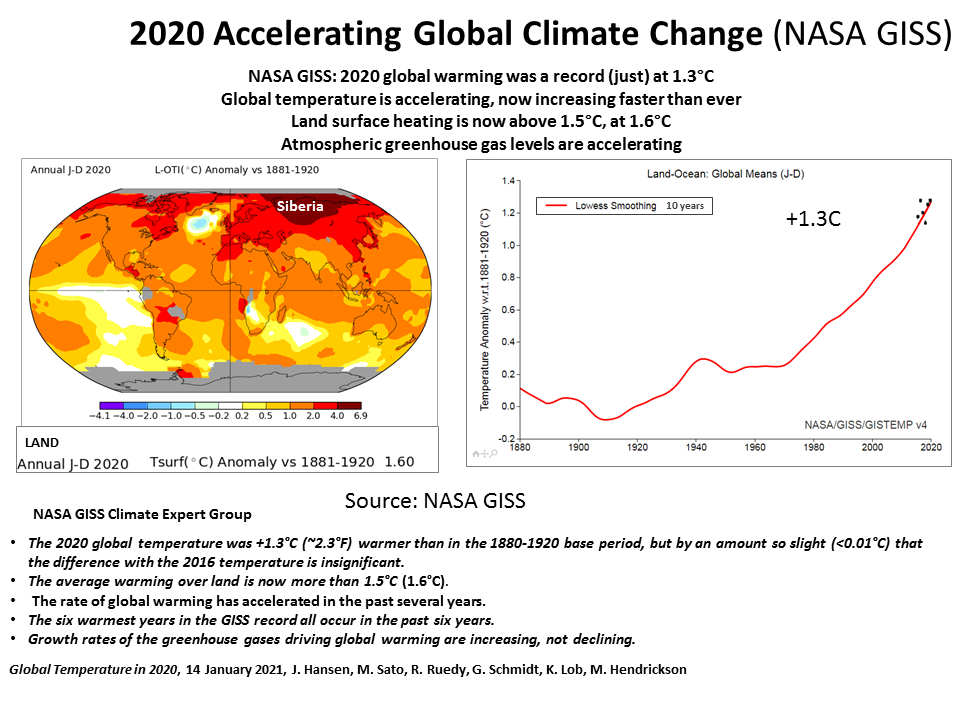 2020 Accelerating Global Climate Change (NASA GISS)
NASA GISS: 2020 global warming was a record (just) at 1.3°C
Global temperature is accelerating, now increasing faster than ever
Land surface heating is now above 1.5°C, at 1.6°C
Atmospheric greenhouse gas levels are accelerating
Annual J-D 2020 L-OTI(°C) Anomaly vs 1881-1920
Siberia
−4.1 −4.0 −2.0 −1.0 −0.5 −0.2 0.2 0.5 1.0 2.0 4.0 6.9
LAND
Annual J-D 2020 Tsurf(°C) Anomaly vs 1881-1920 1.60
Land-Ocean: Global Means (J-D)
Lowess Smoothing 10 years
+1.3C
Temperature Anomaly w.r.t. 1881-1920 (°C)
1.4
1.2
1.0
0.8
0.6
0.4
0.2
0.0
-0.2
NASA/GISS/GISTEMP v4
1880 1900 1920 1940 1960 1980 2000 2020
Source: NASA GISS
NASA GISS Climate Expert Group
• The 2020 global temperature was +1.3°C (~2.3°F) warmer than in the 1880-1920 base period, but by an amount so slight (<0.01°C) that
the difference with the 2016 temperature is insignificant.
• The average warming over land is now more than 1.5°C (1.6°C).
• The rate of global warming has accelerated in the past several years.
• The six warmest years in the GISS record all occur in the past six years.
• Growth rates of the greenhouse gases driving global warming are increasing, not declining.
Global Temperature in 2020, 14 January 2021, J. Hansen, M. Sato, R. Ruedy, G. Schmidt, K. Lob, M. Hendrickson